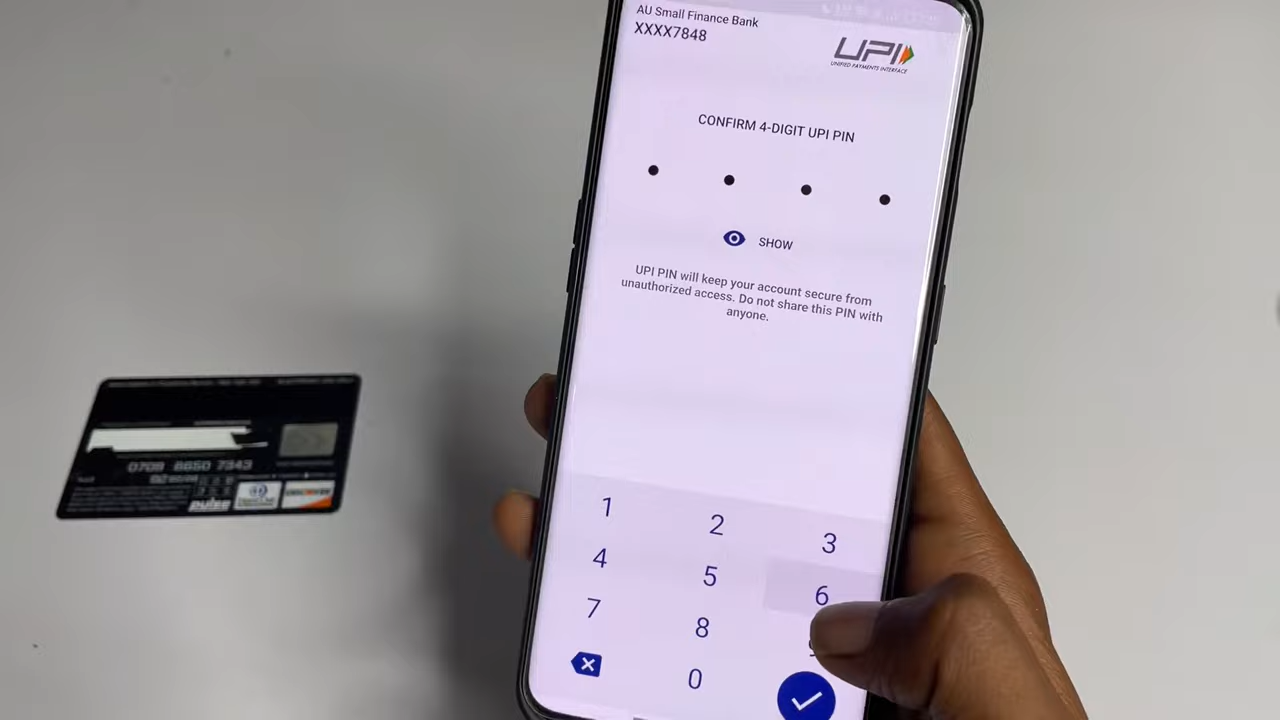 AU Small Finance Bank
XXXX7848
UPI
UNIFIED PAYMENTS INTERFACE
CONFIRM 4-DIGIT UPI PIN
SHOW
UPI PIN will keep your account secure from
unauthorized access. Do not share this PIN with
anyone.
1 2 3
4 5 6
7 8
0
PULSE
DISCOVER